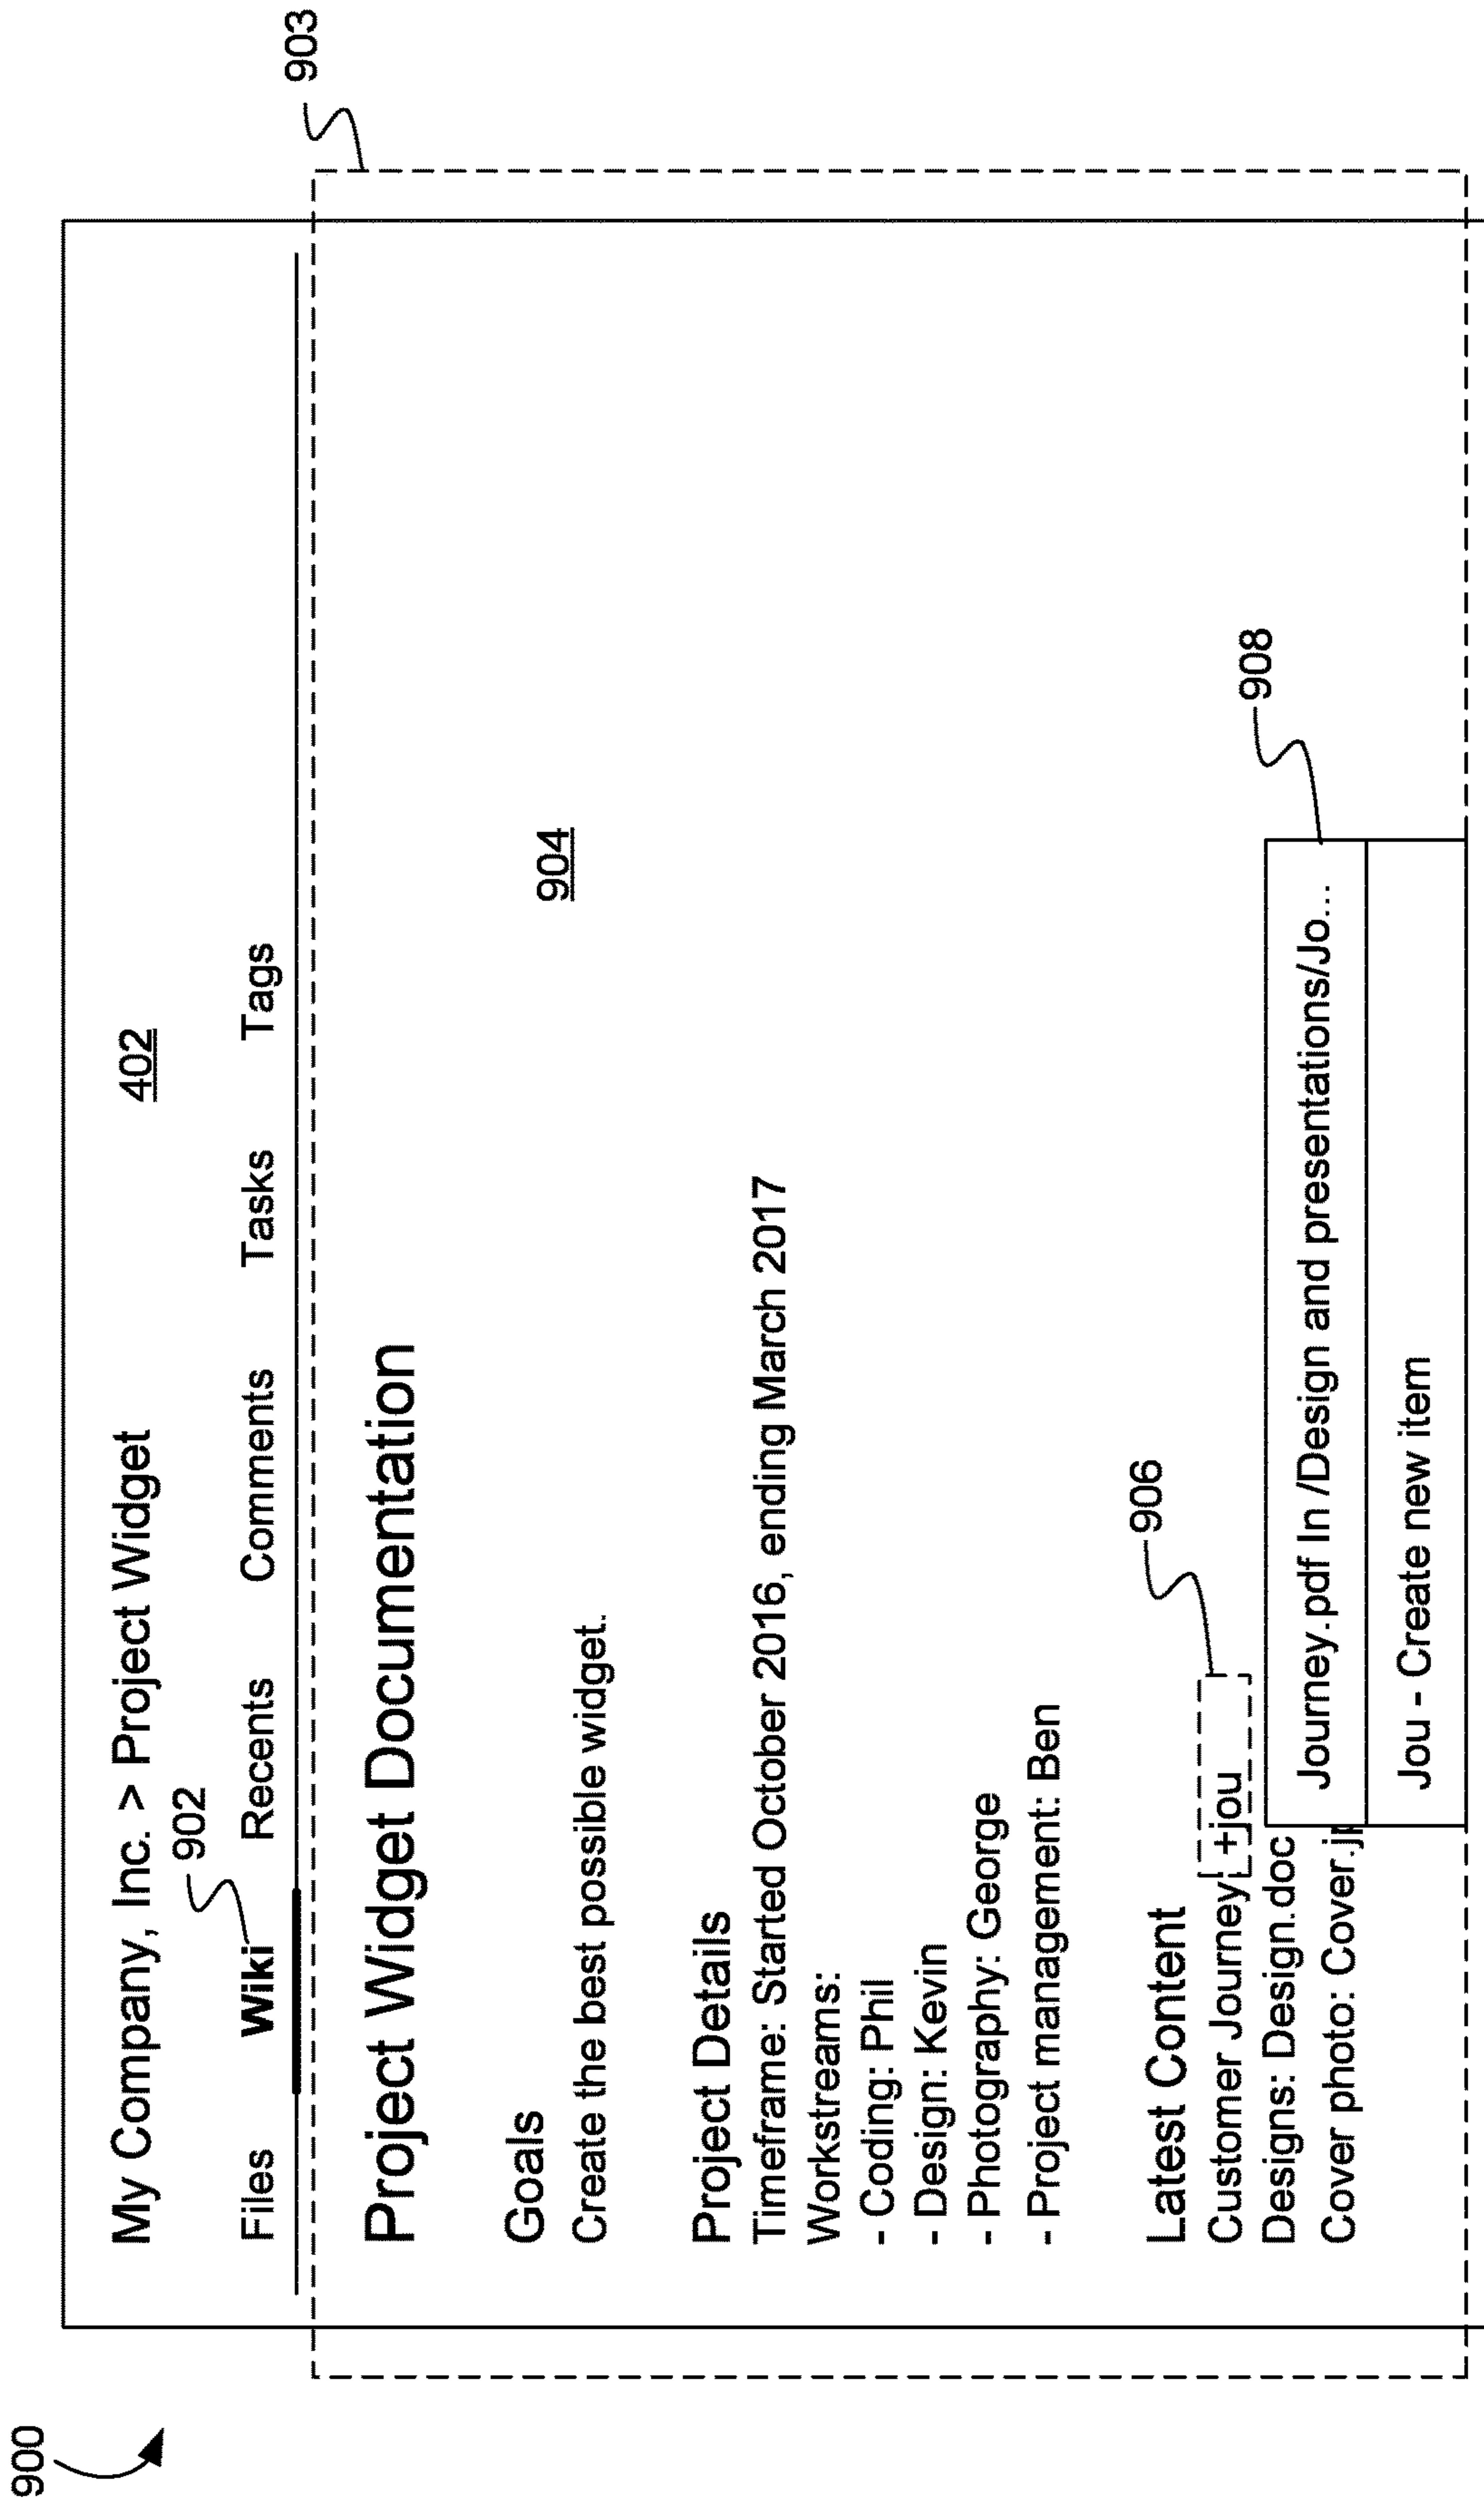 900
My Company, Inc. > Project Widget
402
903
902
Files Wiki Recents Comments Tasks Tags
Project Widget Documentation
Goals
904
Create the best possible widget.
Project Details
Timeframe: Started October 2016, ending March 2017
Workstreams:
- Coding: Phil
- Design: Kevin
- Photography: George
- Project management: Ben
906
Latest Content
908
Customer Journey +jou
Designs: Design.doc
Journey.pdf In /Design and presentations/Jo...
Cover photo: Cover.jp
Jou - Create new item